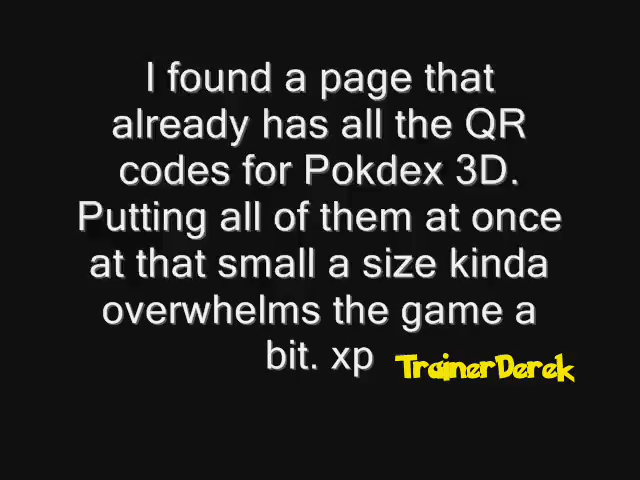 I found a page that
already has all the QR
codes for Pokdex 3D.
Putting all of them at once
at that small a size kinda
overwhelms the game a
bit. xp
TrainerDerek